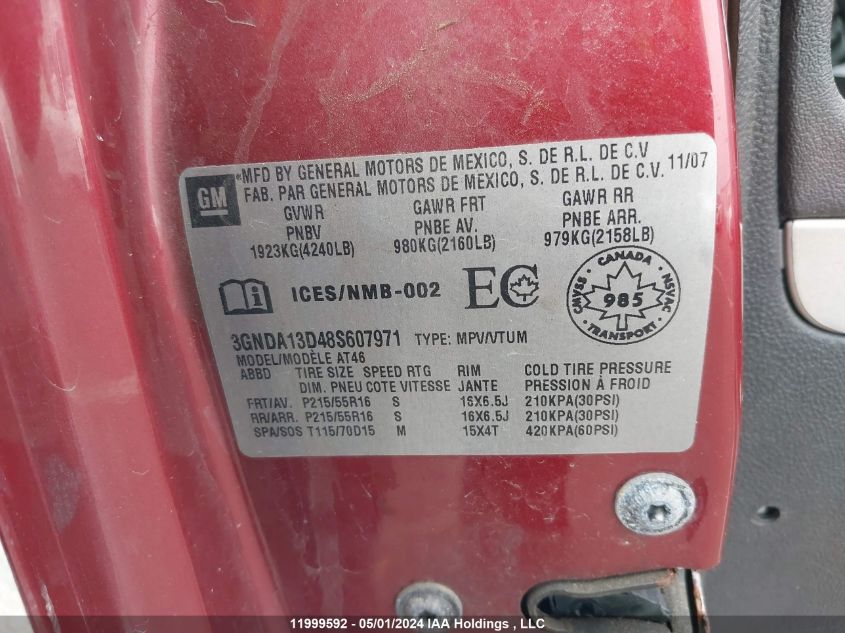 MFD BY GENERAL MOTORS DE MEXICO, S. DE R.L. DE C.V
FAB. PAR GENERAL MOTORS DE MEXICO, S. DE R.L. DE C.V. 11/07
GM
GVWR GAWR FRT GAWR RR
PNBV PNBE AV. PNBE ARR.
1923KG(4240LB) 980KG(2160LB) 979KG(2158LB)
ICES/NMB-002 EC
CANADA
CMVSS 985 NSVAC
TRANSPORT
3GNDA13D48S607971 TYPE: MPV/VTUM
MODEL/MODÈLE AT46
ABBD TIRE SIZE SPEED RTG RIM COLD TIRE PRESSURE
DIM. PNEU COTE VITESSE JANTE PRESSION À FROID
FRT/AV. P215/55R16 S 16X6.5J 210KPA(30PSI)
RR/ARR. P215/55R16 S 16X6.5J 210KPA(30PSI)
SPA/SOS T115/70D15 M 15X4T 420KPA(60PSI)
11999592 - 05/01/2024 IAA Holdings, LLC